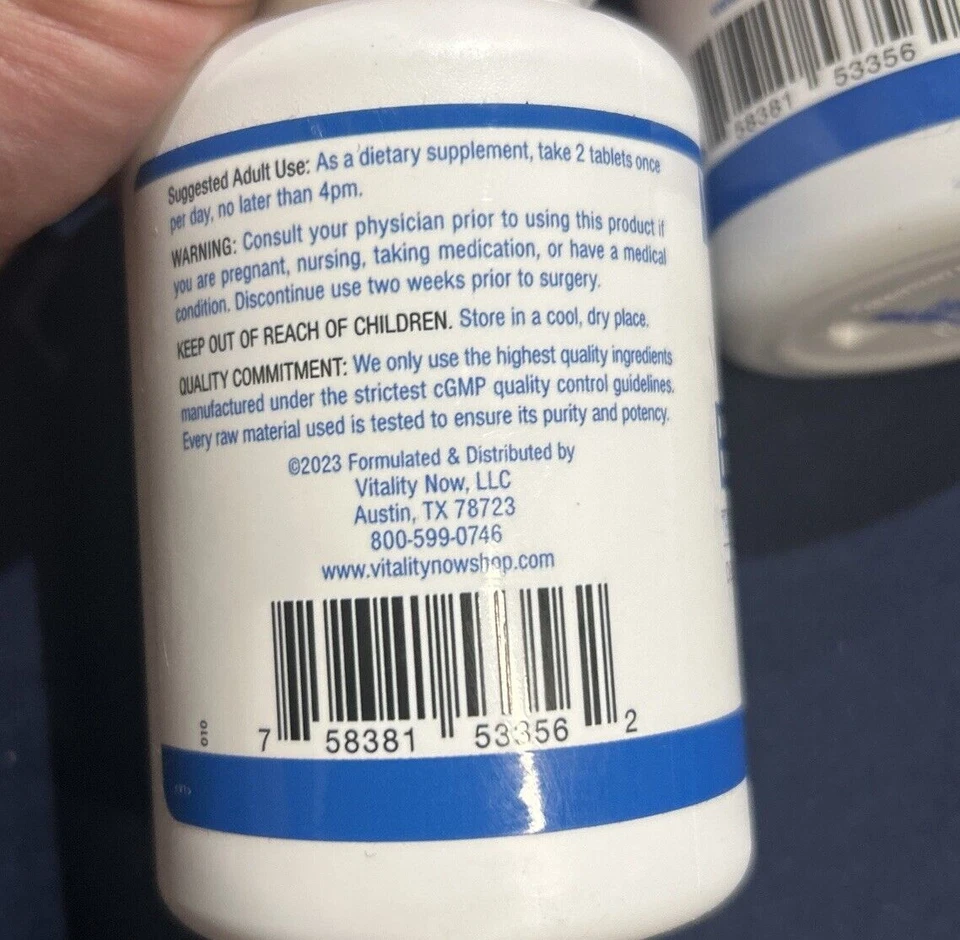 Suggested Adult Use: As a dietary supplement, take 2 tablets once
per day, no later than 4pm.
WARNING: Consult your physician prior to using this product if
you are pregnant, nursing, taking medication, or have a medical
condition. Discontinue use two weeks prior to surgery.
KEEP OUT OF REACH OF CHILDREN. Store in a cool, dry place.
QUALITY COMMITMENT: We only use the highest quality ingredients
manufactured under the strictest cGMP quality control guidelines.
Every raw material used is tested to ensure its purity and potency.
©2023 Formulated & Distributed by
Vitality Now, LLC
Austin, TX 78723
800-599-0746
www.vitalitynowshop.com
010
7 58381 53356 2
58381 53356